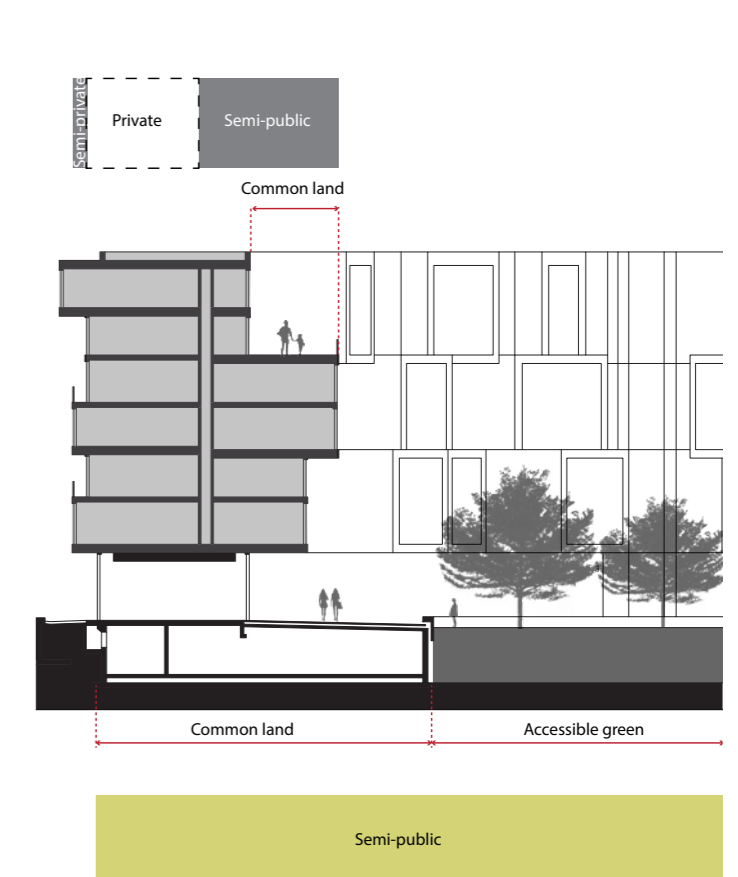 Semi-private
Private
Semi-public
Common land
Common land
Accessible green
Semi-public